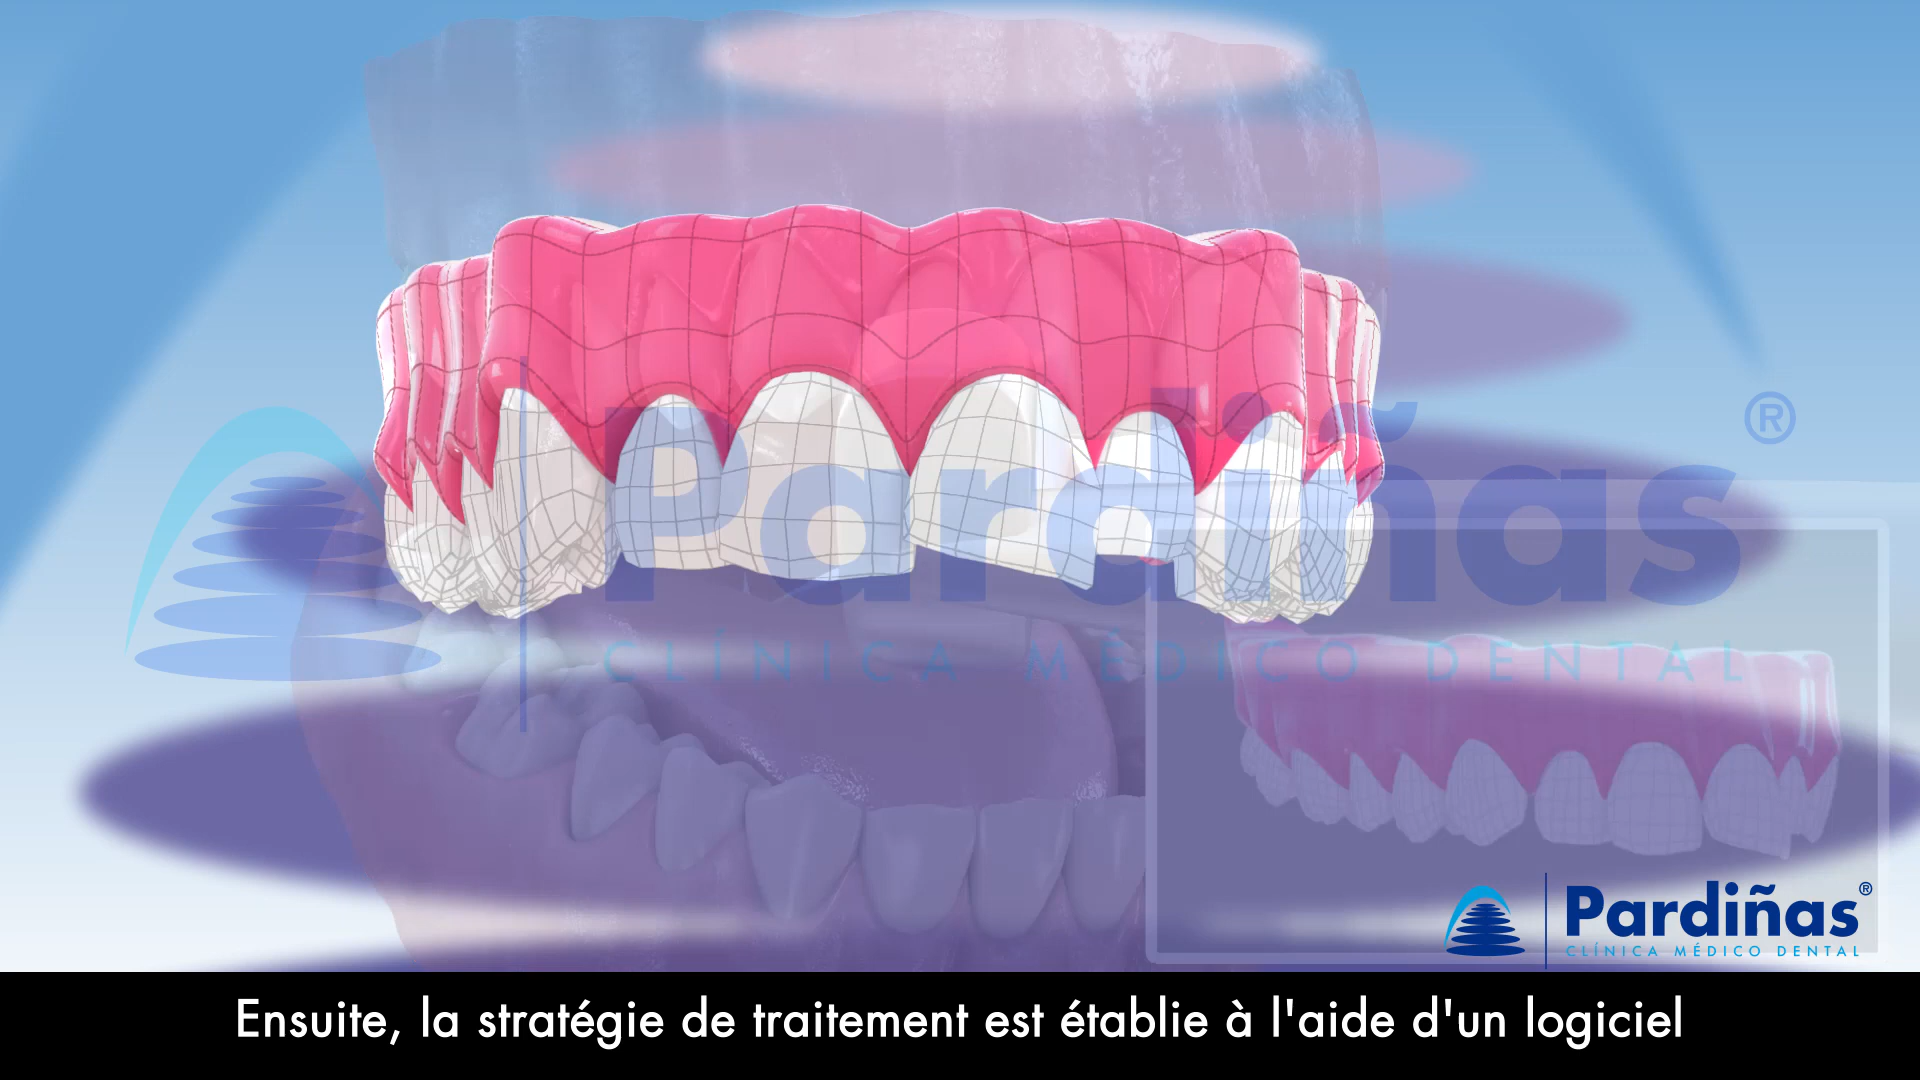 Pardiñas®
CLÍNICA MÉDICO DENTAL
Pardiñas®
CLÍNICA MÉDICO DENTAL
Ensuite, la stratégie de traitement est établie à l'aide d'un logiciel